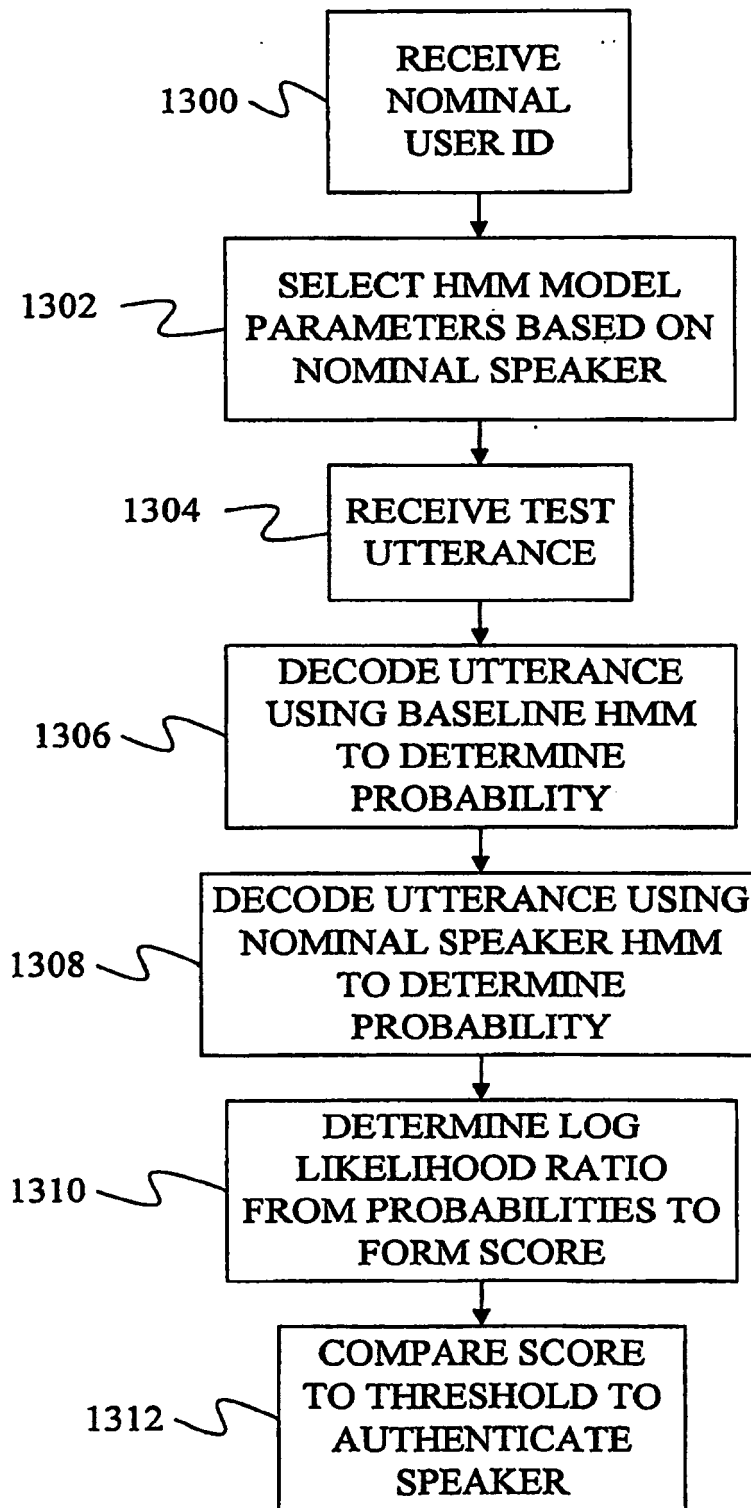 1300
RECEIVE
NOMINAL
USER ID
1302
SELECT HMM MODEL
PARAMETERS BASED ON
NOMINAL SPEAKER
1304
RECEIVE TEST
UTTERANCE
1306
DECODE UTTERANCE
USING BASELINE HMM
TO DETERMINE
PROBABILITY
1308
DECODE UTTERANCE USING
NOMINAL SPEAKER HMM
TO DETERMINE
PROBABILITY
1310
DETERMINE LOG
LIKELIHOOD RATIO
FROM PROBABILITIES TO
FORM SCORE
1312
COMPARE SCORE
TO THRESHOLD TO
AUTHENTICATE
SPEAKER